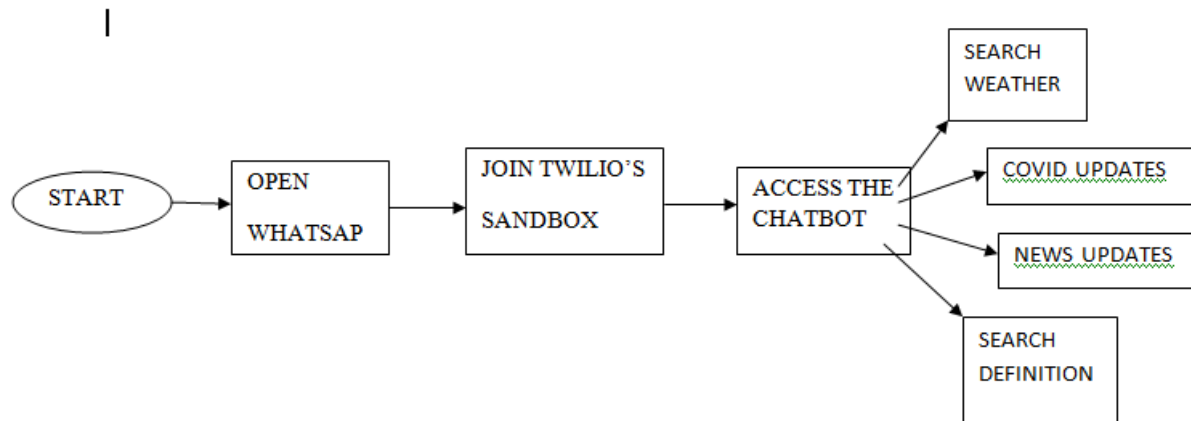 START
OPEN
WHATSAP
JOIN TWILIO’S
SANDBOX
ACCESS THE
CHATBOT
SEARCH
WEATHER
COVID UPDATES
NEWS UPDATES
SEARCH
DEFINITION